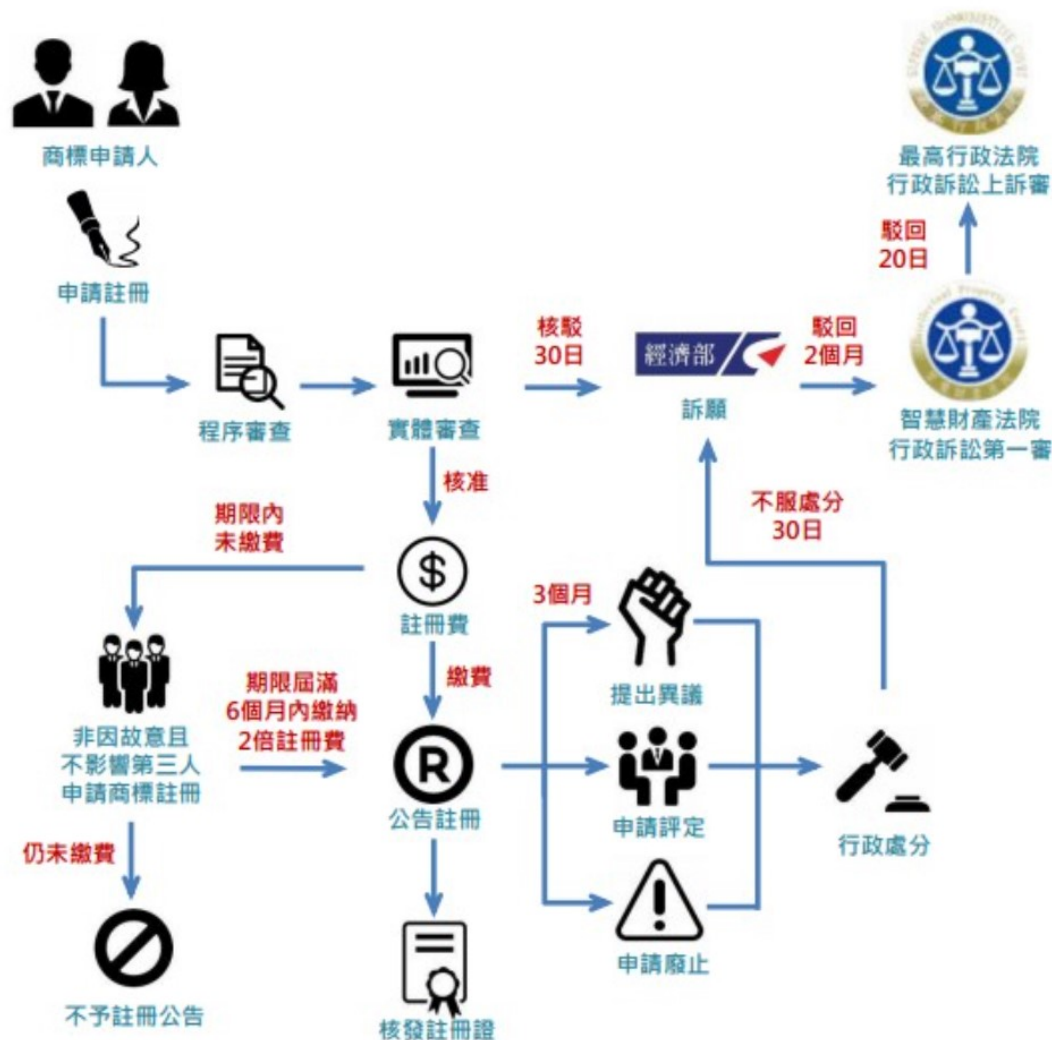 商標申請人
申請註冊
程序審查
實體審查
核駁
30日
經濟部
訴願
駁回
2個月
智慧財產法院
行政訴訟第一審
駁回
20日
最高行政法院
行政訴訟上訴審
核准
期限內
未繳費
註冊費
繳費
非因故意且
不影響第三人
申請商標註冊
期限屆滿
6個月內繳納
2倍註冊費
R
公告註冊
仍未繳費
不予註冊公告
核發註冊證
3個月
提出異議
申請評定
申請廢止
行政處分
不服處分
30日